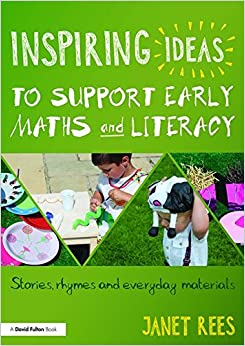 INSPIRING IDEAS
TO SUPPORT EARLY
MATHS and LITERACY
Stories, rhymes and everyday materials
A David Fulton Book
JANET REES